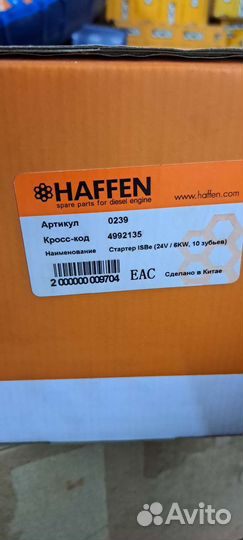 HAFFEN
spare parts for diesel engine
www.haffen.com
Артикул 0239
Кросс-код 4992135
Наименование Стартер ISBe (24V / 6KW, 10 зубьев)
2 000000 009704 EAC Сделано в Китае
Avito